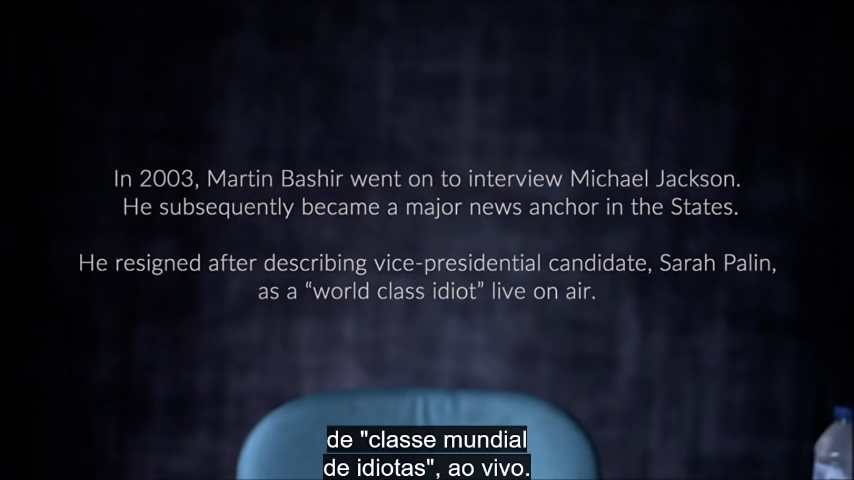 In 2003, Martin Bashir went on to interview Michael Jackson.
He subsequently became a major news anchor in the States.
He resigned after describing vice-presidential candidate, Sarah Palin,
as a “world class idiot” live on air.
de "classe mundial
de idiotas", ao vivo.